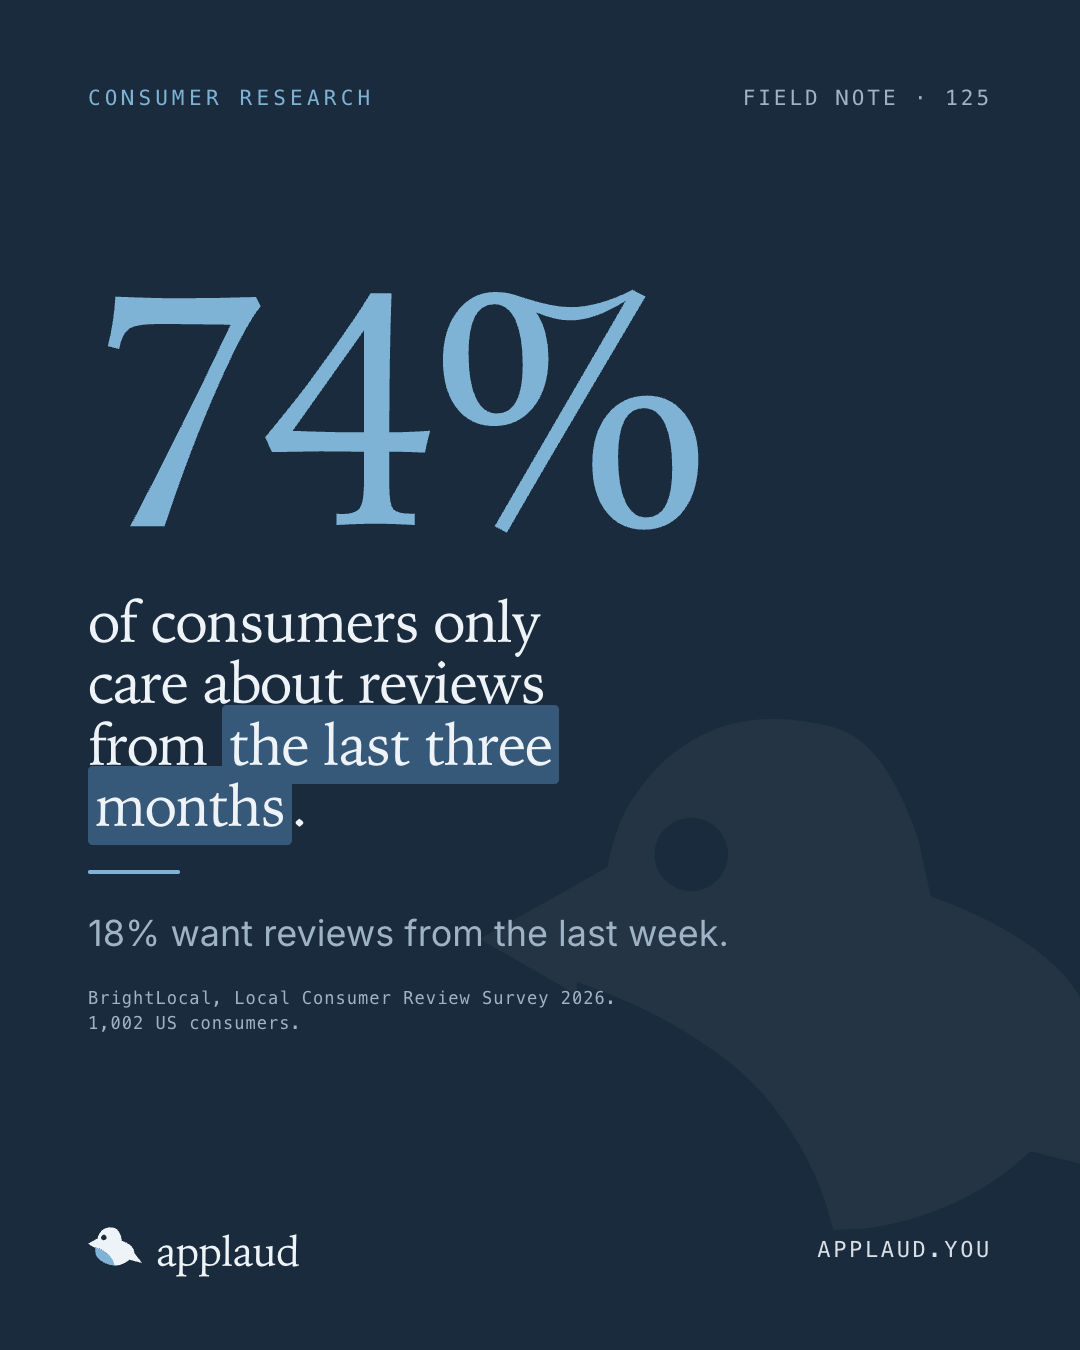 CONSUMER RESEARCH
FIELD NOTE · 125
74%
of consumers only
care about reviews
from the last three
months.
18% want reviews from the last week.
BrightLocal, Local Consumer Review Survey 2026.
1,002 US consumers.
applaud
APPLAUD.YOU